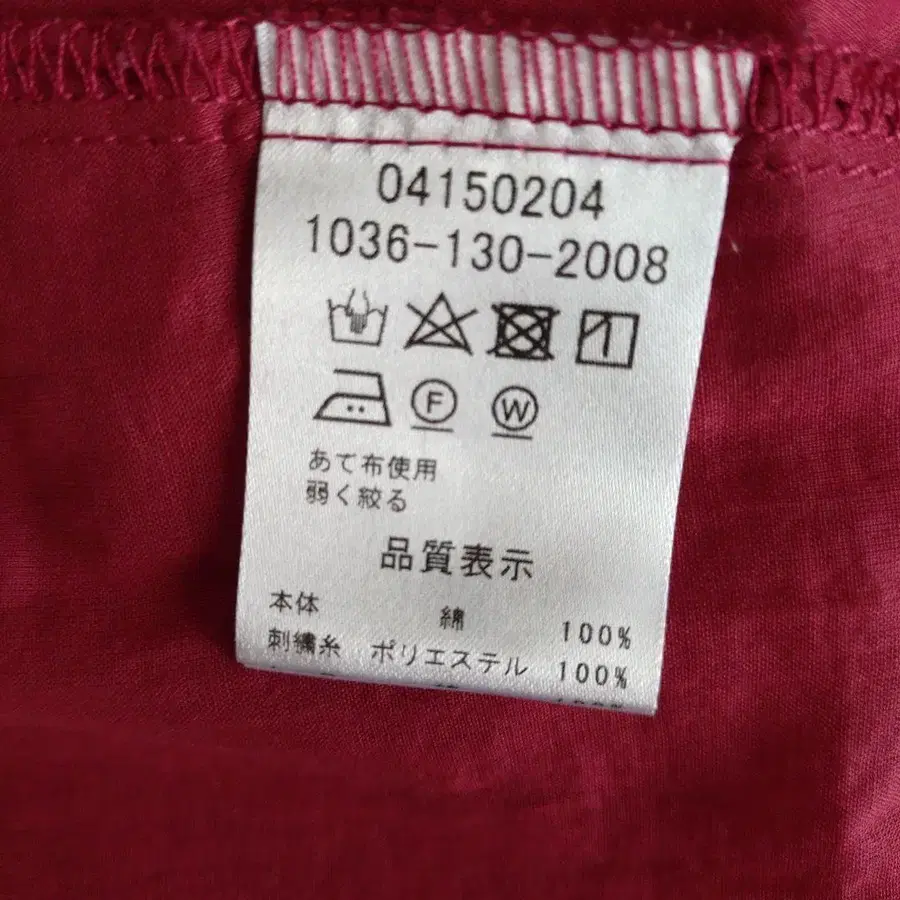 04150204
1036-130-2008
F W
あて布使用
弱く絞る
品質表示
本体 綿 100%
刺繍糸 ポリエステル 100%